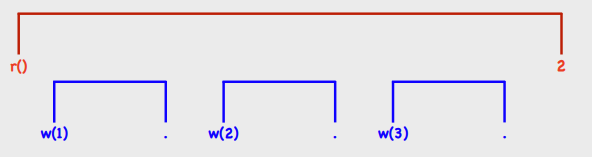 r() 2
w(1) . w(2) . w(3) .